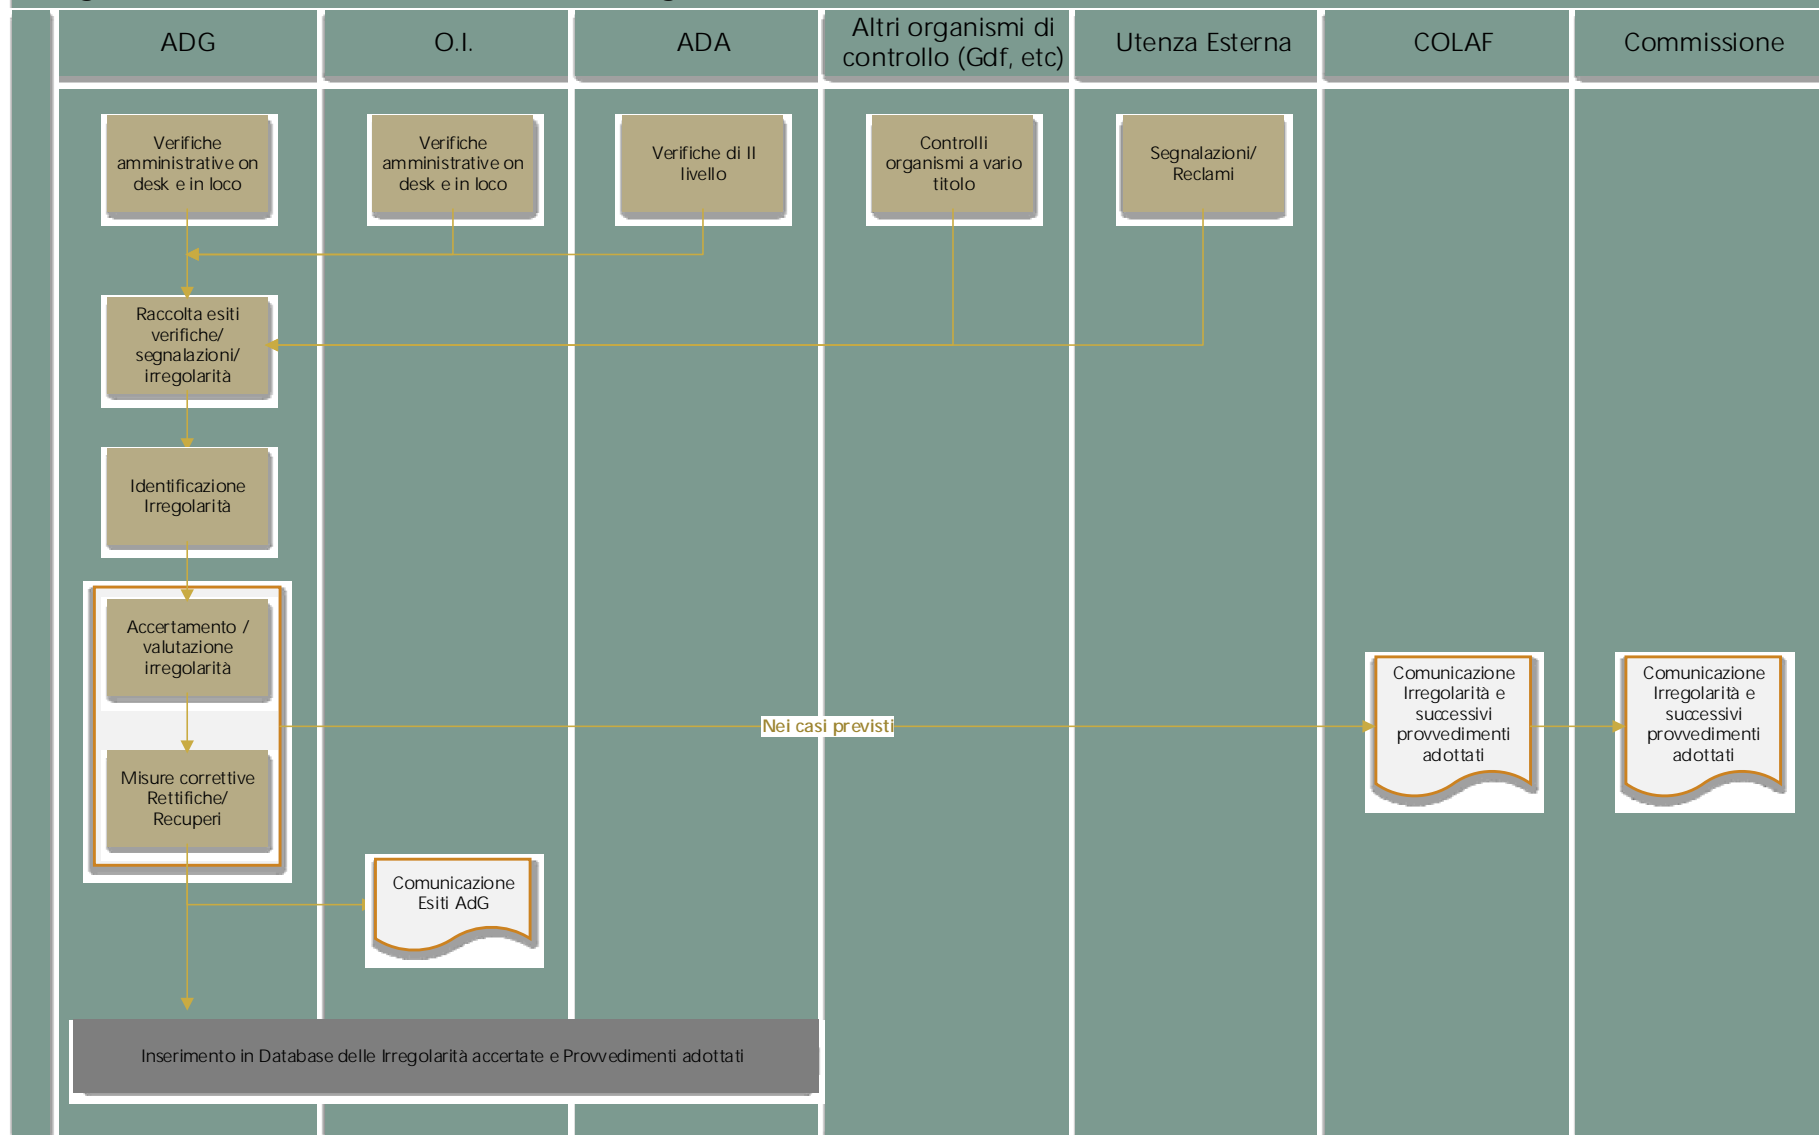 ADG
O.I.
ADA
Altri organismi di
controllo (Gdf, etc)
Utenza Esterna
COLAF
Commissione
Verifiche
amministrative on
desk e in loco
Verifiche
amministrative on
desk e in loco
Verifiche di II
livello
Controlli
organismi a vario
titolo
Segnalazioni/
Reclami
Raccolta esiti
verifiche/
segnalazioni/
irregolarità
Identificazione
Irregolarità
Accertamento /
valutazione
irregolarità
Nei casi previsti
Comunicazione
Irregolarità e
successivi
provvedimenti
adottati
Comunicazione
Irregolarità e
successivi
provvedimenti
adottati
Misure correttive
Rettifiche/
Recuperi
Comunicazione
Esiti AdG
Inserimento in Database delle Irregolarità accertate e Provvedimenti adottati